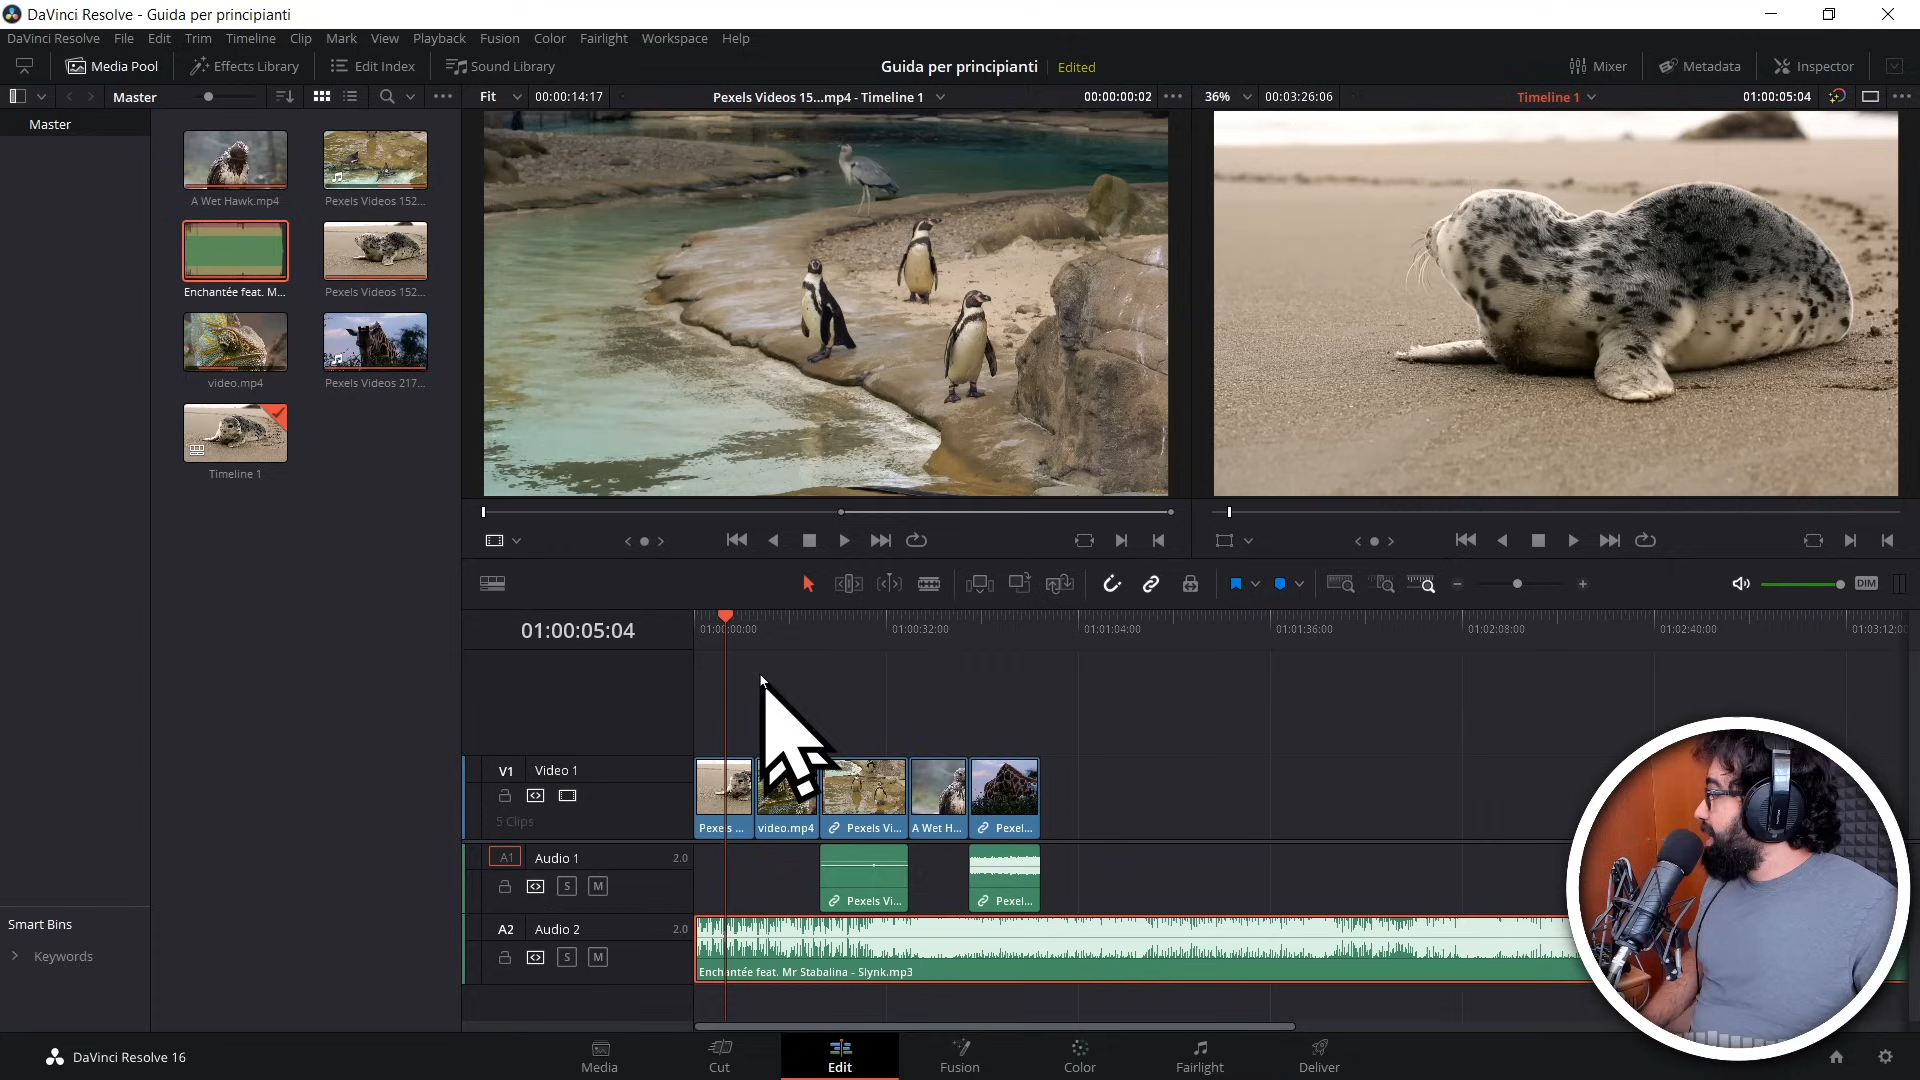 DaVinci Resolve - Guida per principianti
DaVinci Resolve File Edit Trim Timeline Clip Mark View Playback Fusion Color Fairlight Workspace Help
Media Pool Effects Library Edit Index Sound Library Guida per principianti Edited Mixer Metadata Inspector
Master Fit 00:00:14:17 Pexels Videos 15...mp4 - Timeline 1 00:00:00:02 36% 00:03:26:06 Timeline 1 01:00:05:04
Master
A Wet Hawk.mp4 Pexels Videos 152...
Enchantée feat. M... Pexels Videos 152...
video.mp4 Pexels Videos 217...
Timeline 1
DIM
01:00:05:04
01:00:00:00 01:00:32:00 01:01:04:00 01:01:36:00 01:02:08:00 01:02:40:00 01:03:12:00
V1 Video 1
5 Clips
Pexels ... video.mp4 Pexels Vi... A Wet H... Pexel...
A1 Audio 1 2.0
S M
Pexels Vi... Pexel...
A2 Audio 2 2.0
S M
Enchantée feat. Mr Stabalina - Slynk.mp3
Smart Bins
Keywords
DaVinci Resolve 16
Media Cut Edit Fusion Color Fairlight Deliver